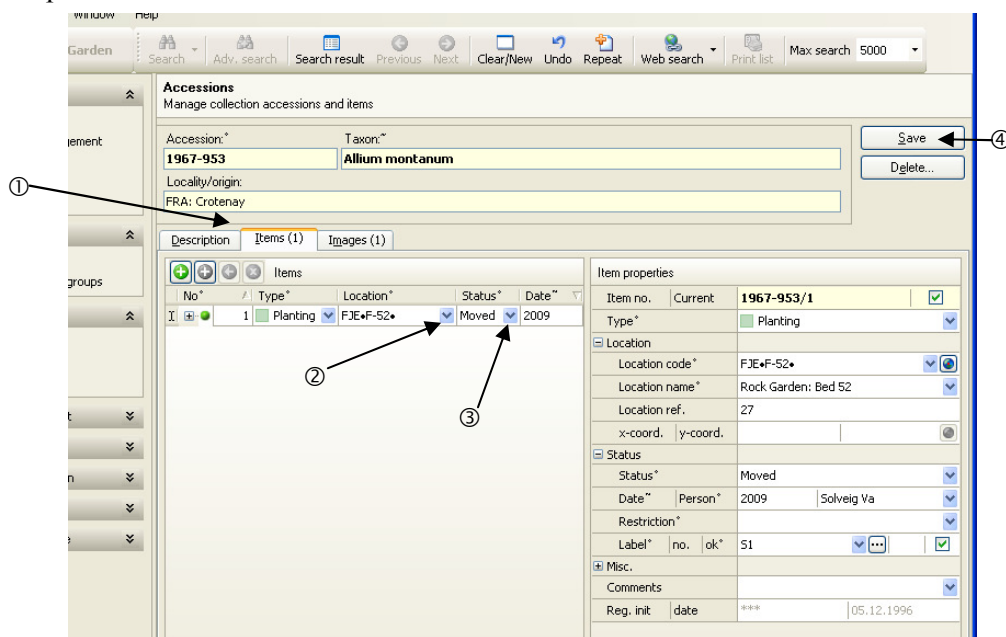 Window Help
Garden
Search Adv. search Search result Previous Next Clear/New Undo Repeat Web search Print list Max search 5000
Accessions
Manage collection accessions and items
Accession:* Taxon:~
1967-953 Allium montanum
Locality/origin:
FRA: Crotenay
Save
Delete...
①
②
③
④
Description Items (1) Images (1)
Items
No* Type* Location* Status* Date~
1 Planting FJE•F-52• Moved 2009
Item properties
Item no. Current 1967-953/1
Type* Planting
Location
Location code* FJE•F-52•
Location name* Rock Garden: Bed 52
Location ref. 27
x-coord. y-coord.
Status
Status* Moved
Date~ Person* 2009 Solveig Va
Restriction*
Label* no. ok* S1
Misc.
Comments
Reg. init date *** 05.12.1996
gement
groups